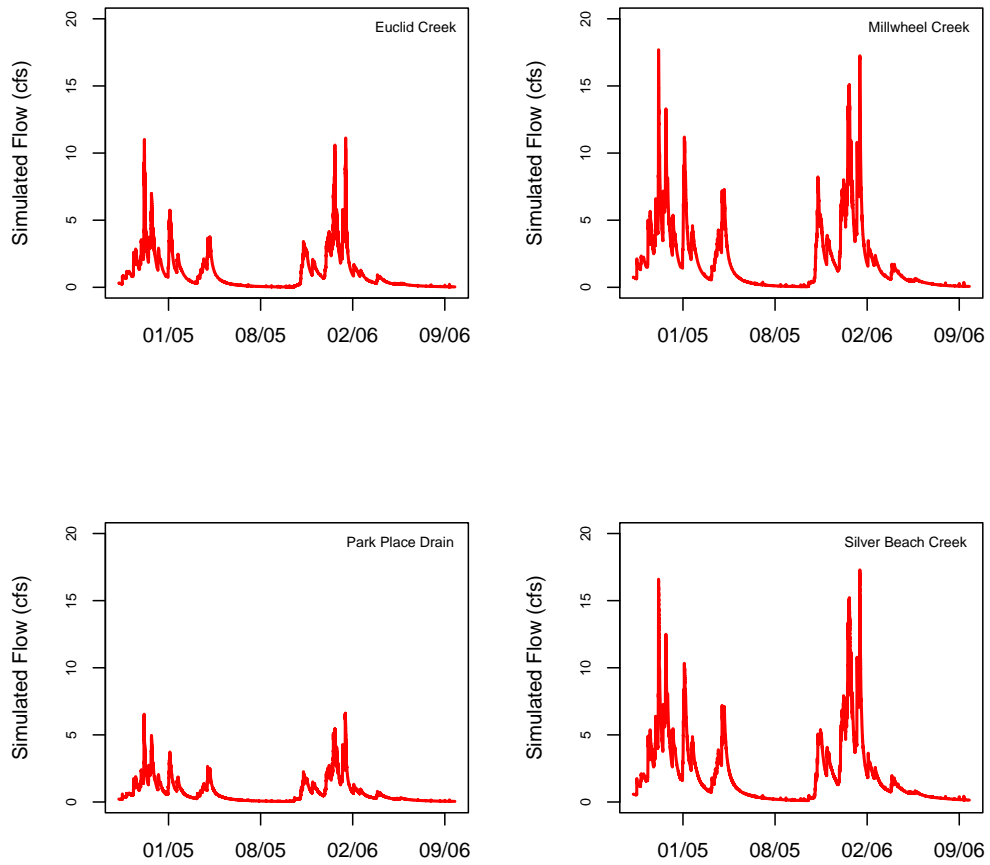 Euclid Creek
Simulated Flow (cfs)
20
15
10
5
0
01/05 08/05 02/06 09/06
Millwheel Creek
Simulated Flow (cfs)
20
15
10
5
0
01/05 08/05 02/06 09/06
Park Place Drain
Simulated Flow (cfs)
20
15
10
5
0
01/05 08/05 02/06 09/06
Silver Beach Creek
Simulated Flow (cfs)
20
15
10
5
0
01/05 08/05 02/06 09/06